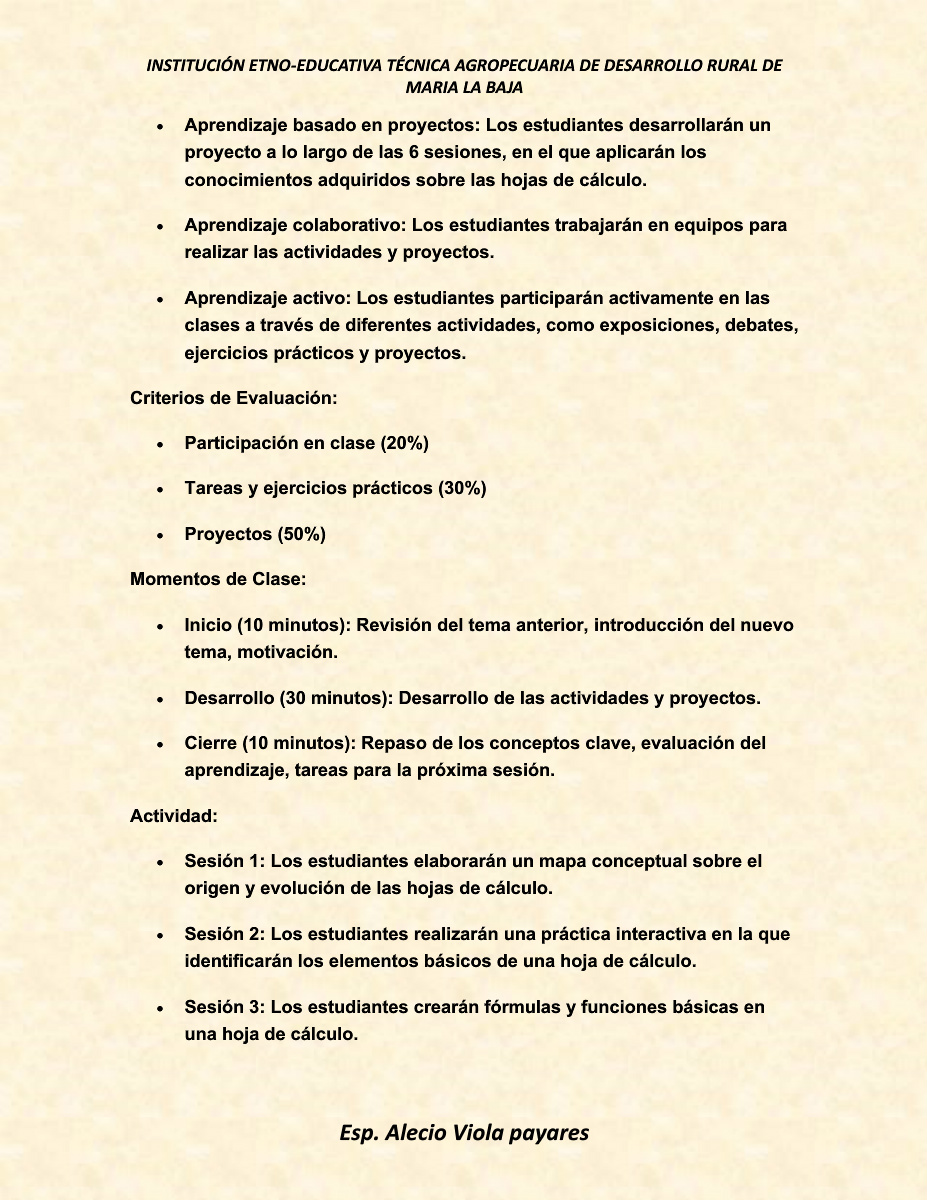 INSTITUCIÓN ETNO-EDUCATIVA TÉCNICA AGROPECUARIA DE DESARROLLO RURAL DE
MARIA LA BAJA
• Aprendizaje basado en proyectos: Los estudiantes desarrollarán un
proyecto a lo largo de las 6 sesiones, en el que aplicarán los
conocimientos adquiridos sobre las hojas de cálculo.
• Aprendizaje colaborativo: Los estudiantes trabajarán en equipos para
realizar las actividades y proyectos.
• Aprendizaje activo: Los estudiantes participarán activamente en las
clases a través de diferentes actividades, como exposiciones, debates,
ejercicios prácticos y proyectos.
Criterios de Evaluación:
• Participación en clase (20%)
• Tareas y ejercicios prácticos (30%)
• Proyectos (50%)
Momentos de Clase:
• Inicio (10 minutos): Revisión del tema anterior, introducción del nuevo
tema, motivación.
• Desarrollo (30 minutos): Desarrollo de las actividades y proyectos.
• Cierre (10 minutos): Repaso de los conceptos clave, evaluación del
aprendizaje, tareas para la próxima sesión.
Actividad:
• Sesión 1: Los estudiantes elaborarán un mapa conceptual sobre el
origen y evolución de las hojas de cálculo.
• Sesión 2: Los estudiantes realizarán una práctica interactiva en la que
identificarán los elementos básicos de una hoja de cálculo.
• Sesión 3: Los estudiantes crearán fórmulas y funciones básicas en
una hoja de cálculo.
Esp. Alecio Viola payares